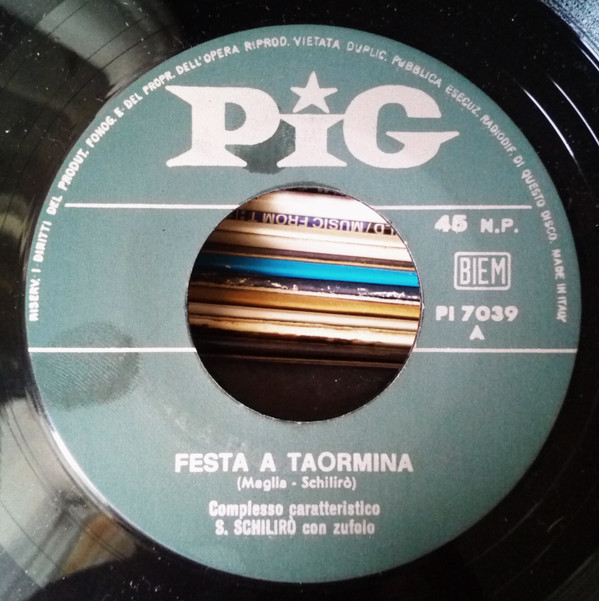 RISERV. I DIRITTI DEL PRODUT. FONOG. E DEL PROPR. DELL'OPERA RIPROD. VIETATA DUPLIC. PUBBLICA ESECUZ. RADIODIF. DI QUESTO DISCO. MADE IN ITALY
PiG
45 N.P.
BIEM
PI 7039
A
FESTA A TAORMINA
(Meglia - Schilirò)
Complesso caratteristico
S. SCHILIRÒ con zufolo